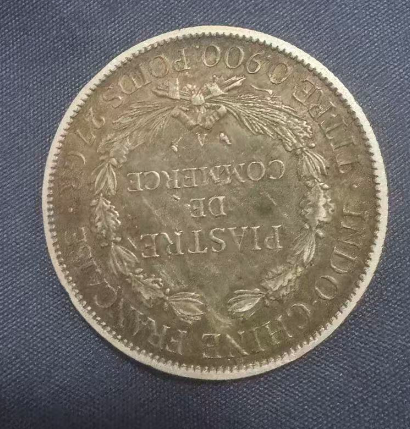 INDO-CHINE FRANÇAISE
PIASTRE
DE
COMMERCE
TITRE 0,900. POIDS 27 GR.